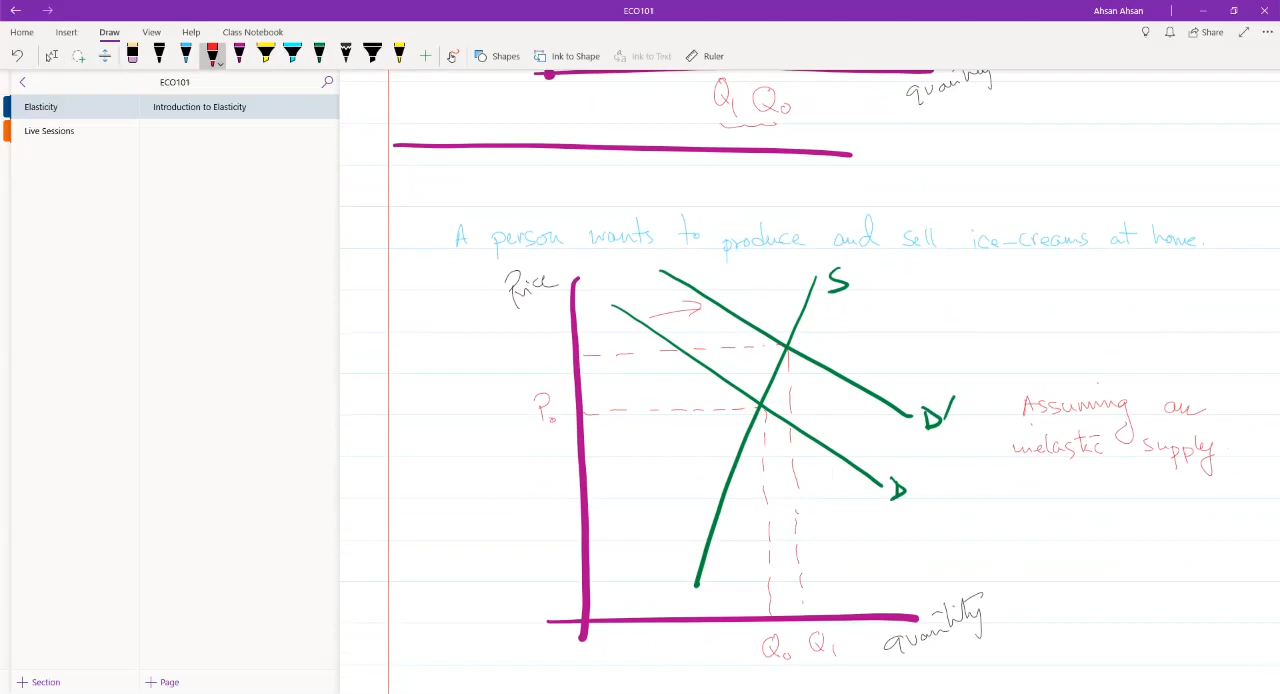 ECO101
Ahsan Ahsan
Home Insert Draw View Help Class Notebook
Share
Shapes Ink to Shape Ink to Text Ruler
ECO101
Elasticity
Introduction to Elasticity
Live Sessions
Q1 Q0
quantity
A person wants to produce and sell ice-creams at home.
Price
S
P0
D'
Assuming an
inelastic supply
D
Q0 Q1
quantity
Section
Page